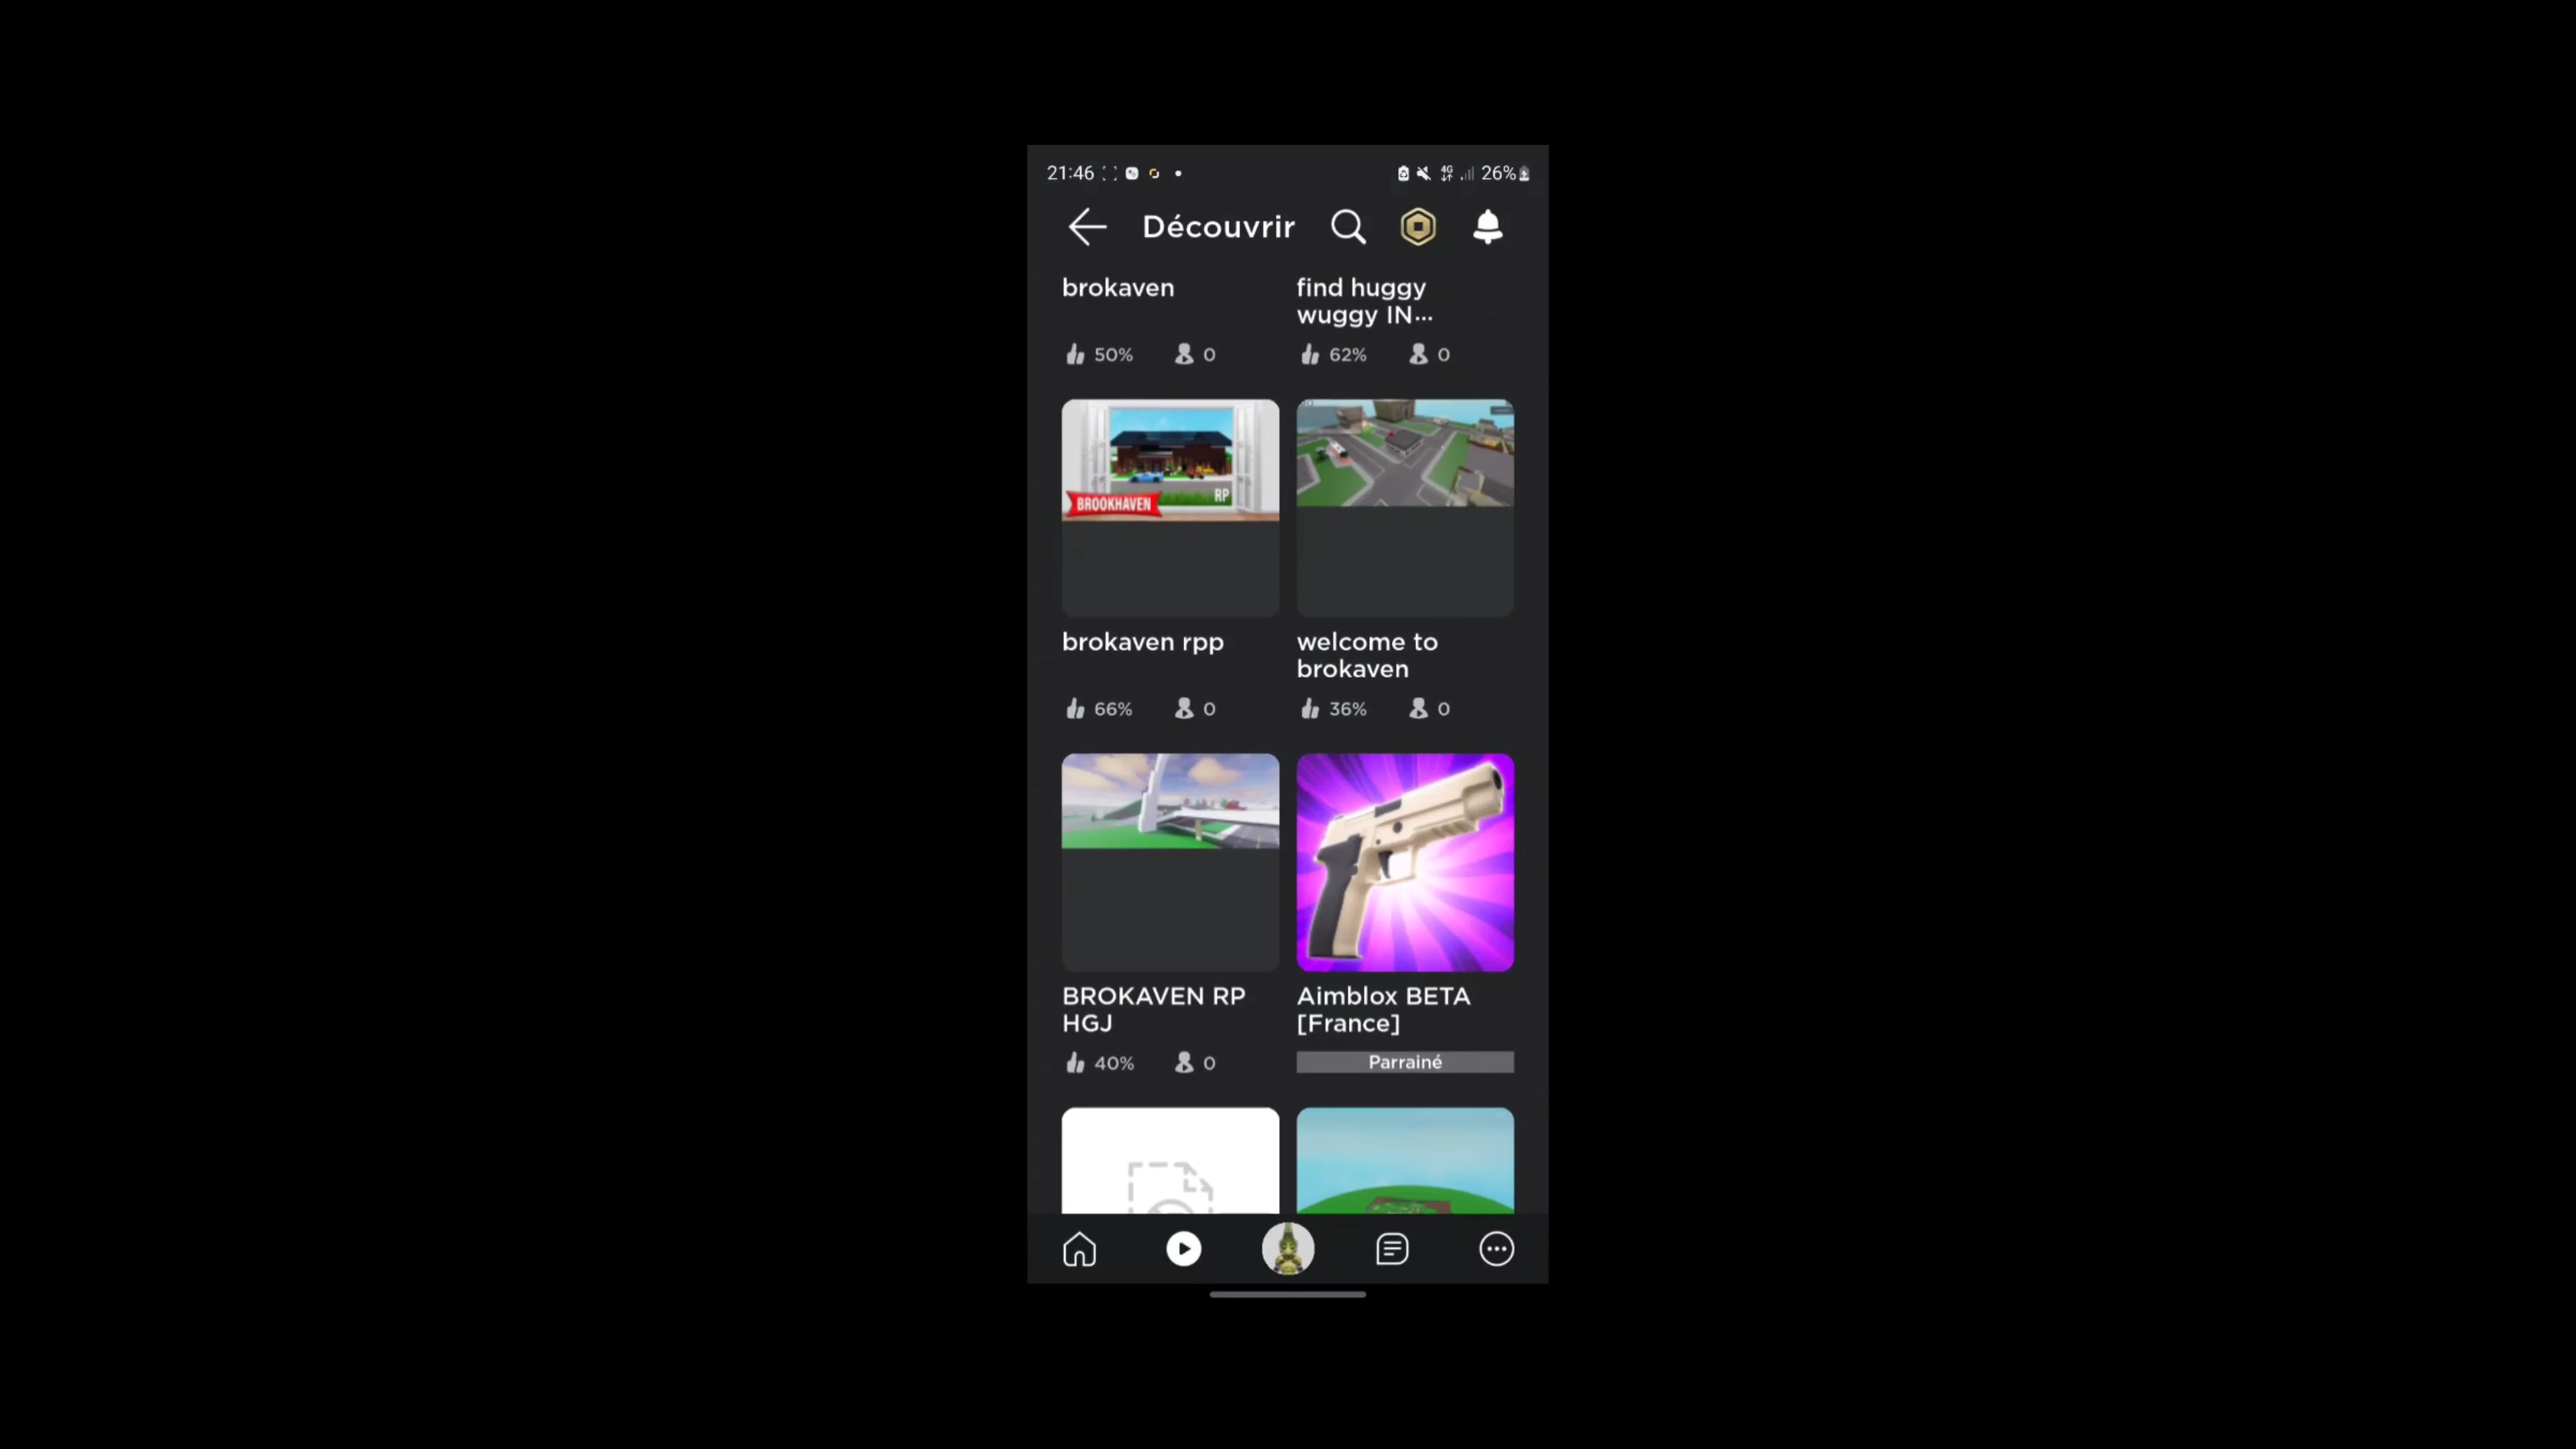 21:46
4G
26%
Découvrir
brokaven
find huggy
wuggy IN...
50%
0
62%
0
BROOKHAVEN
RP
brokaven rpp
welcome to
brokaven
66%
0
36%
0
BROKAVEN RP
HGJ
Aimblox BETA
[France]
40%
0
Parrainé